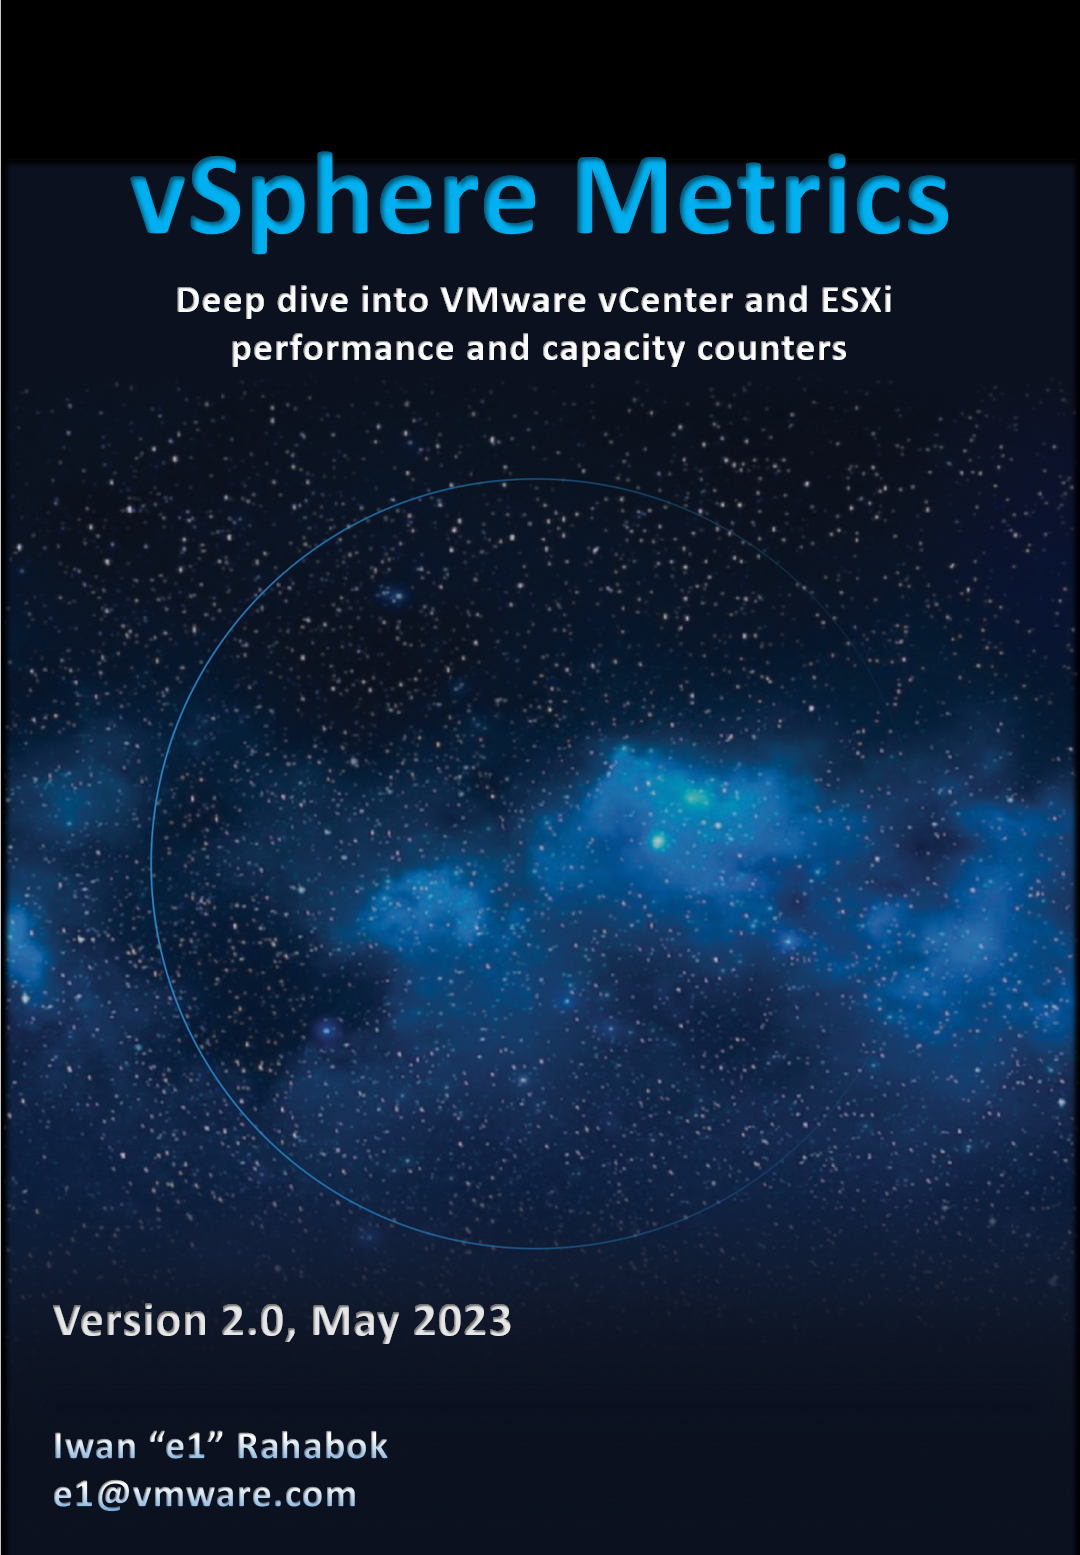 vSphere Metrics
Deep dive into VMware vCenter and ESXi
performance and capacity counters
Version 2.0, May 2023
Iwan “e1” Rahabok
e1@vmware.com